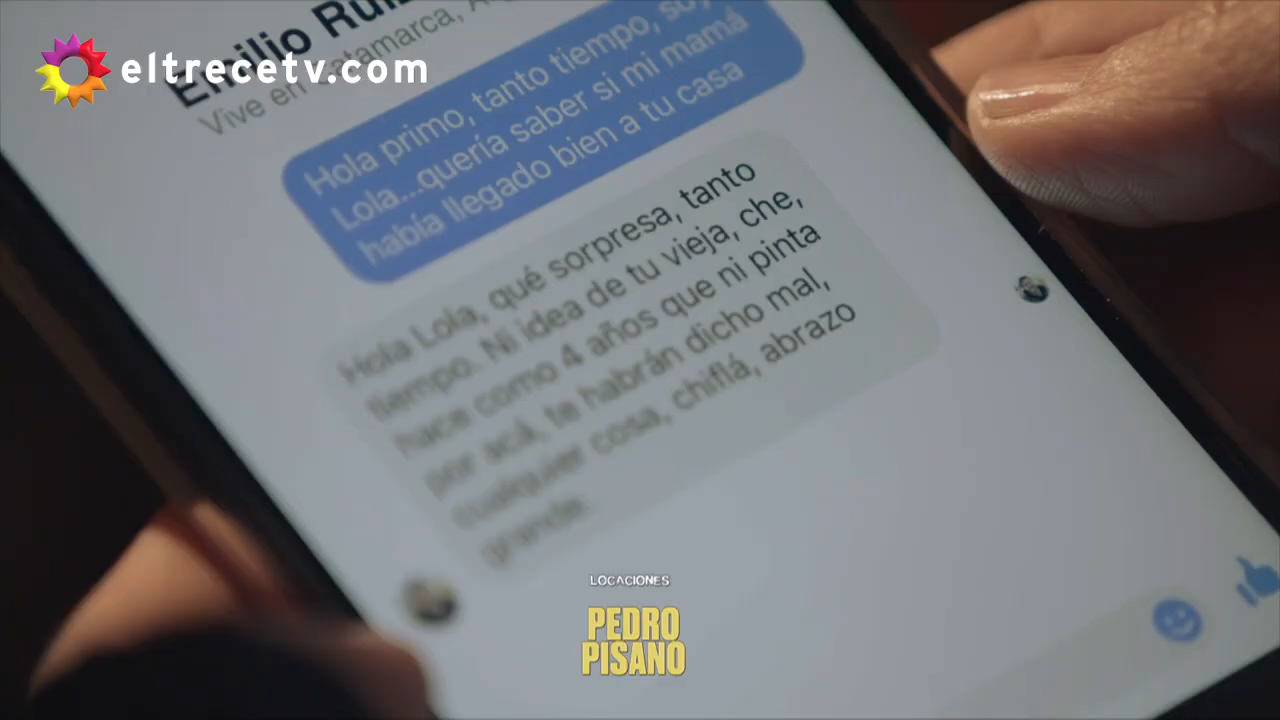 eltrecetv.com
Emilio Ruiz
Vive en Catamarca,
Hola primo, tanto tiempo, soy
Lola...quería saber si mi mamá
había llegado bien a tu casa
Hola Lola, qué sorpresa, tanto
tiempo. Ni idea de tu vieja, che,
hace como 4 años que ni pinta
por acá, te habrán dicho mal,
cualquier cosa, chiflá, abrazo
grande.
LOCACIONES
PEDRO
PISANO